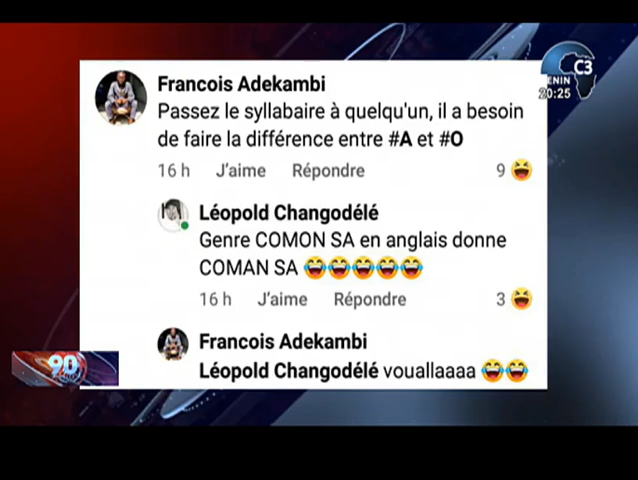 C3
ENIN
20:25
Francois Adekambi
Passez le syllabaire à quelqu'un, il a besoin
de faire la différence entre #A et #O
16 h J'aime Répondre 9
Léopold Changodélé
Genre COMON SA en anglais donne
COMAN SA 😂😂😂😂😂
16 h J'aime Répondre 3
Francois Adekambi
Léopold Changodélé vouallaaaa 😂😂
90